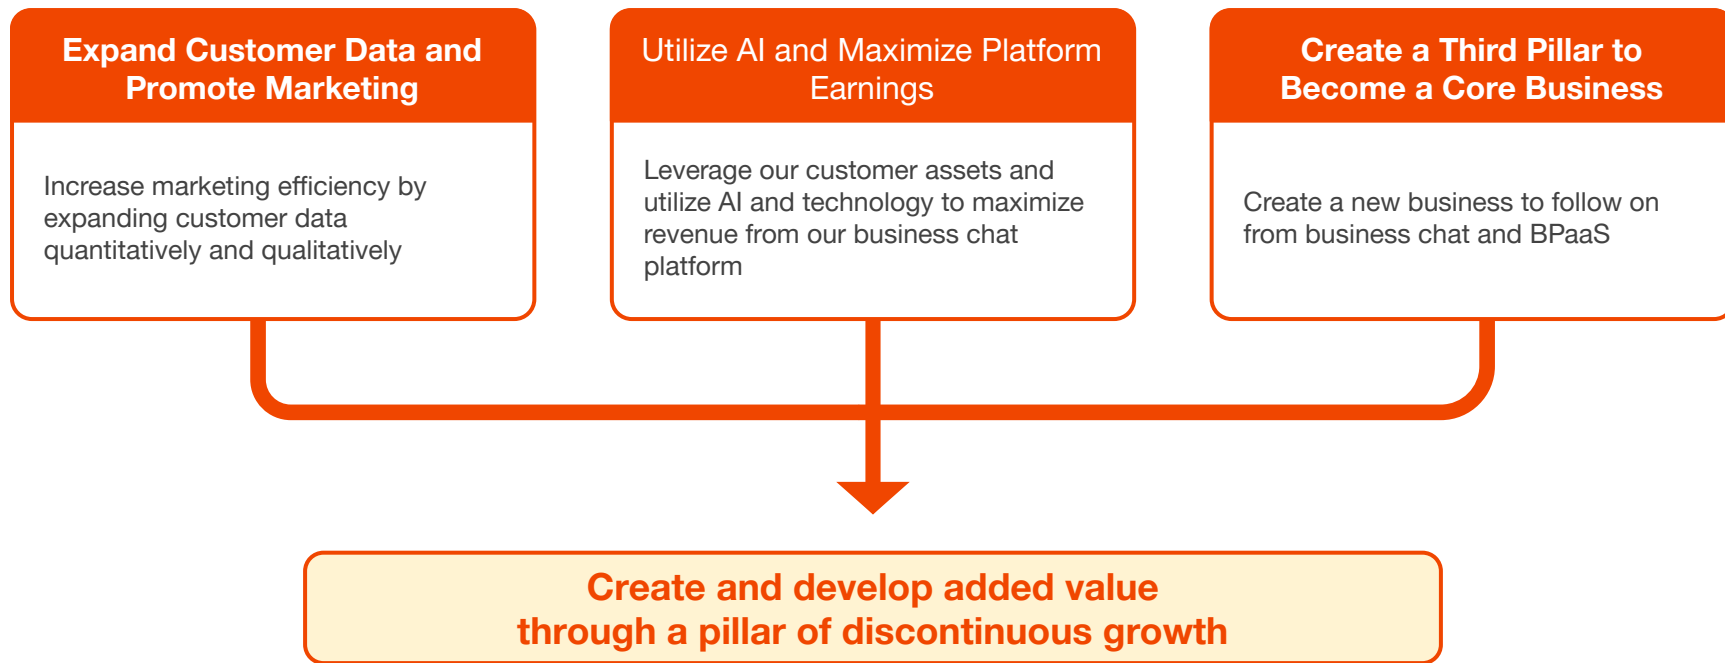 Expand Customer Data and
Promote Marketing
Increase marketing efficiency by
expanding customer data
quantitatively and qualitatively
Utilize AI and Maximize Platform
Earnings
Leverage our customer assets and
utilize AI and technology to maximize
revenue from our business chat
platform
Create a Third Pillar to
Become a Core Business
Create a new business to follow on
from business chat and BPaaS
Create and develop added value
through a pillar of discontinuous growth